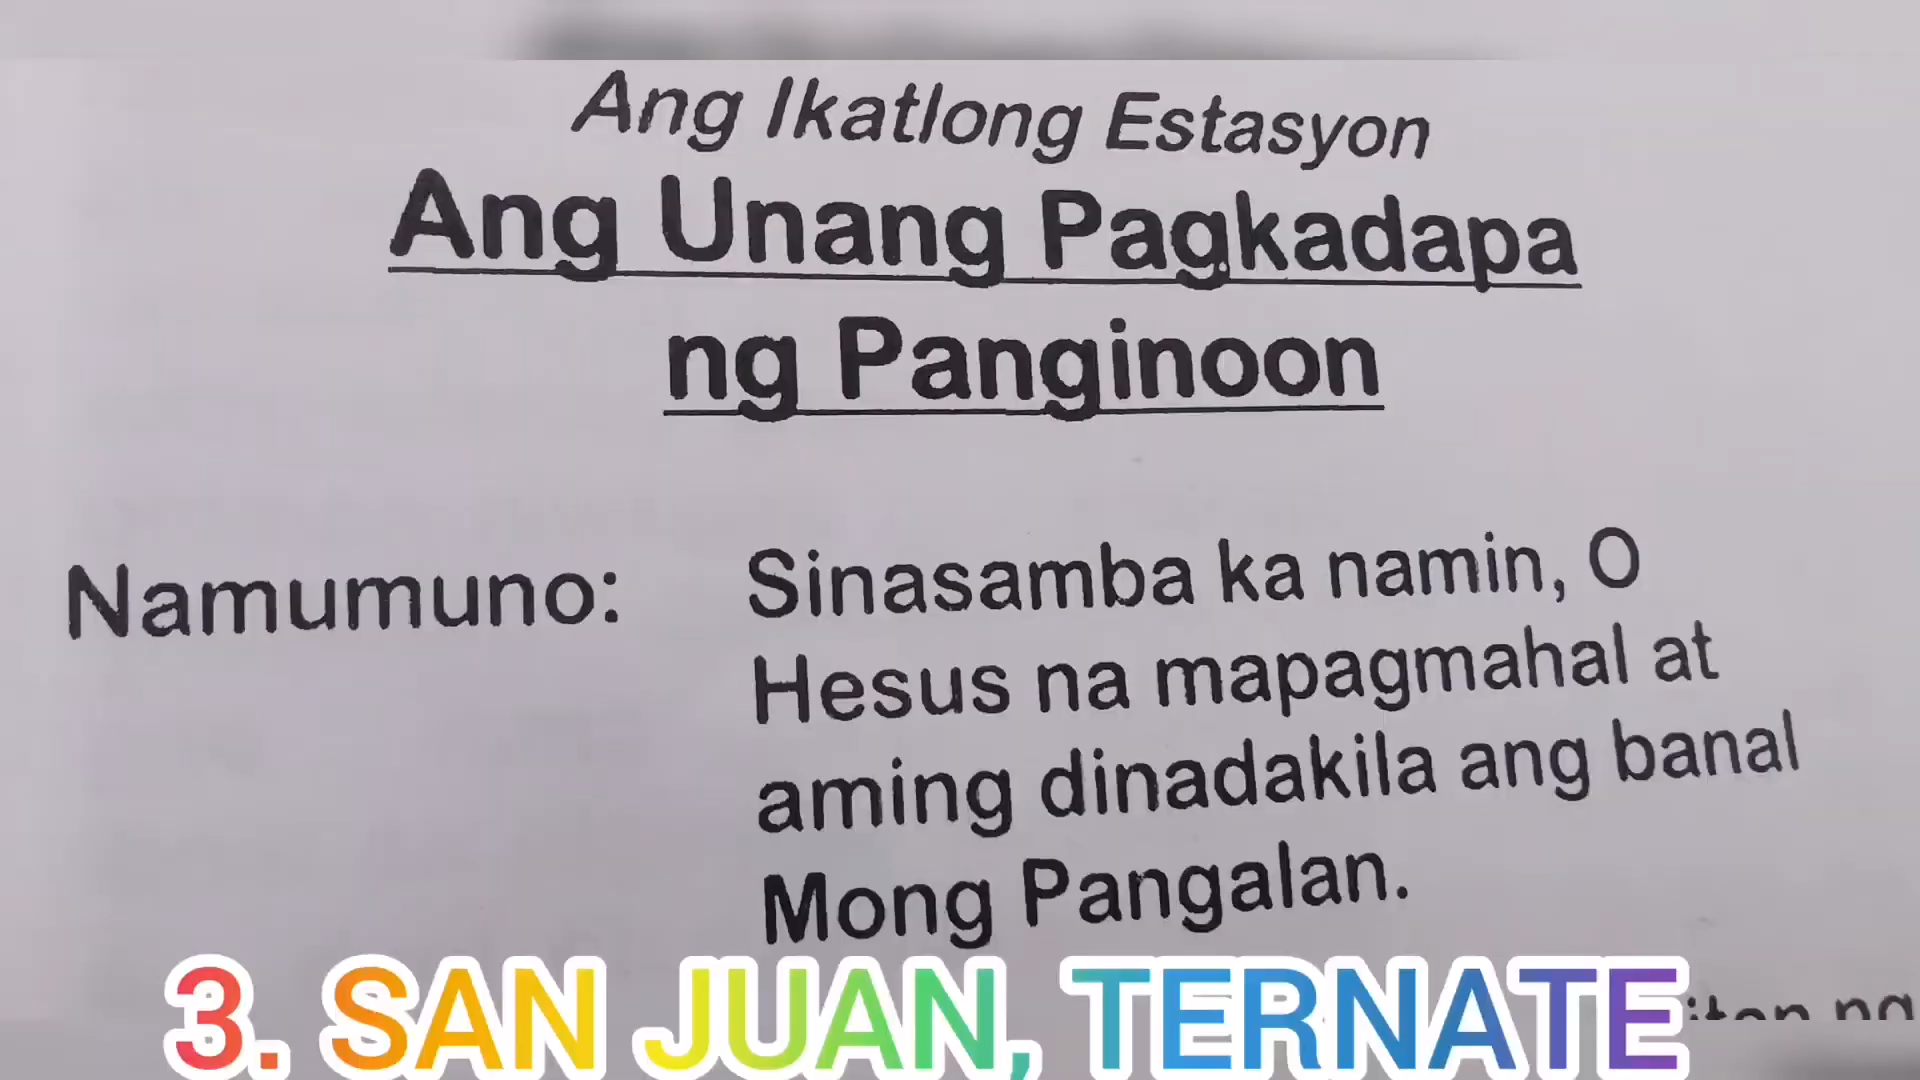 Ang Ikatlong Estasyon
Ang Unang Pagkadapa
ng Panginoon
Namumuno: Sinasamba ka namin, O
Hesus na mapagmahal at
aming dinadakila ang banal
Mong Pangalan.
3. SAN JUAN, TERNATE